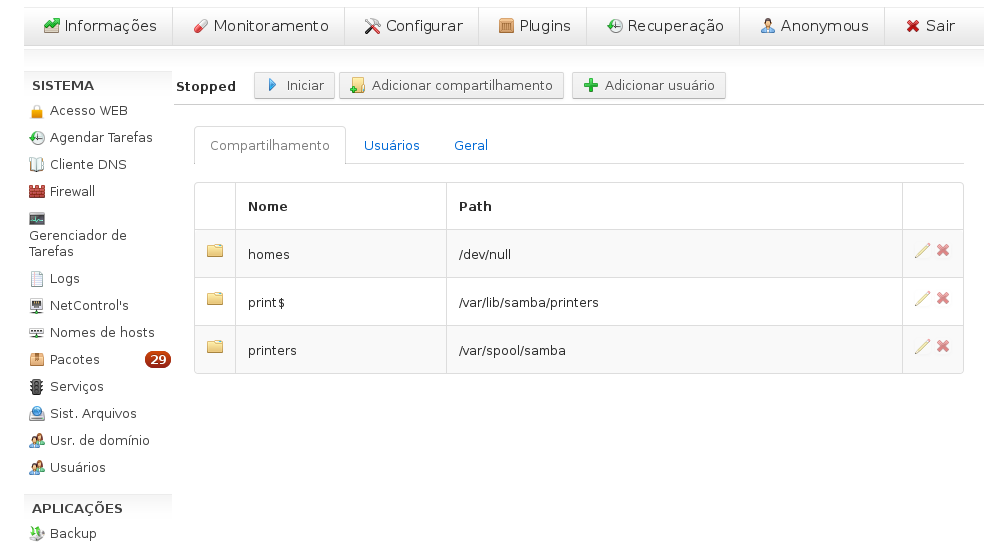 Informações Monitoramento Configurar Plugins Recuperação Anonymous Sair
SISTEMA
Acesso WEB
Agendar Tarefas
Cliente DNS
Firewall
Gerenciador de
Tarefas
Logs
NetControl's
Nomes de hosts
Pacotes 29
Serviços
Sist. Arquivos
Usr. de domínio
Usuários
APLICAÇÕES
Backup
Stopped Iniciar Adicionar compartilhamento Adicionar usuário
Compartilhamento Usuários Geral
Nome Path
homes /dev/null
print$ /var/lib/samba/printers
printers /var/spool/samba